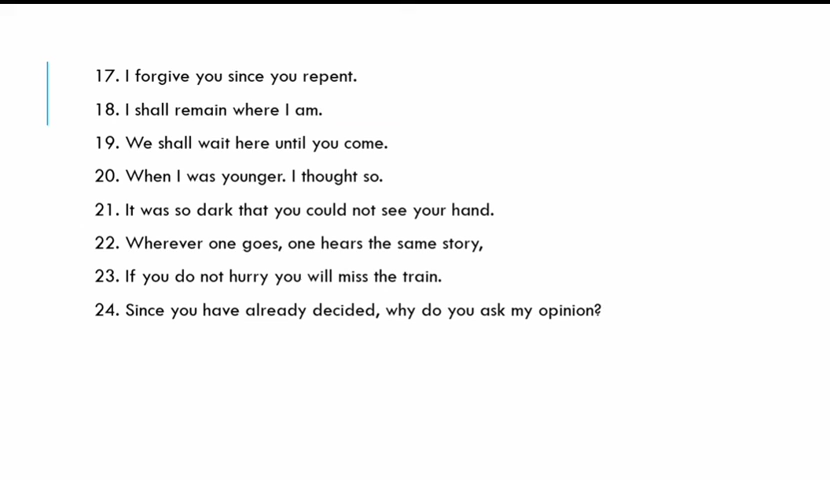 17. I forgive you since you repent.
18. I shall remain where I am.
19. We shall wait here until you come.
20. When I was younger. I thought so.
21. It was so dark that you could not see your hand.
22. Wherever one goes, one hears the same story,
23. If you do not hurry you will miss the train.
24. Since you have already decided, why do you ask my opinion?